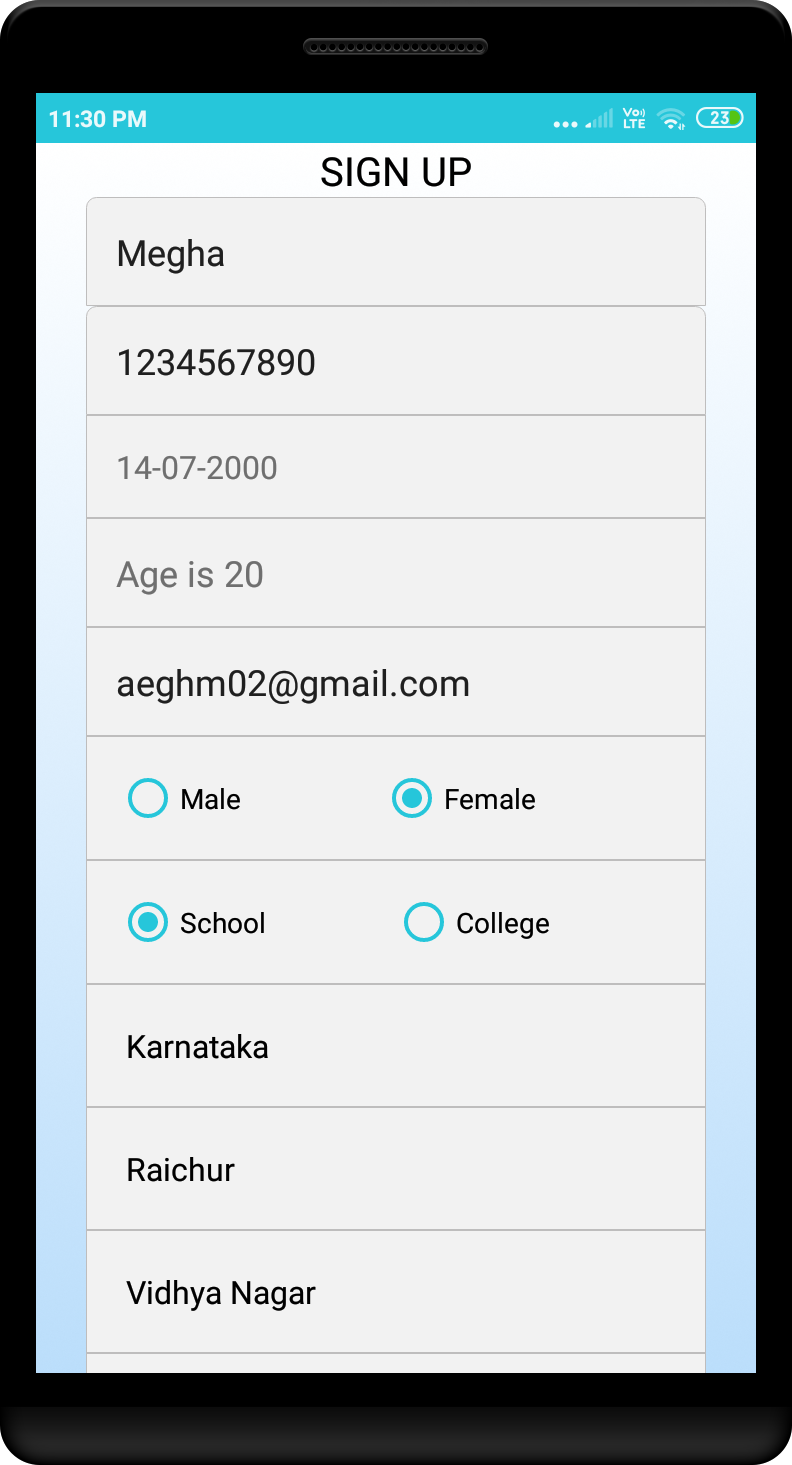 11:30 PM Vo) LTE 23
SIGN UP
Megha
1234567890
14-07-2000
Age is 20
aeghm02@gmail.com
Male Female
School College
Karnataka
Raichur
Vidhya Nagar